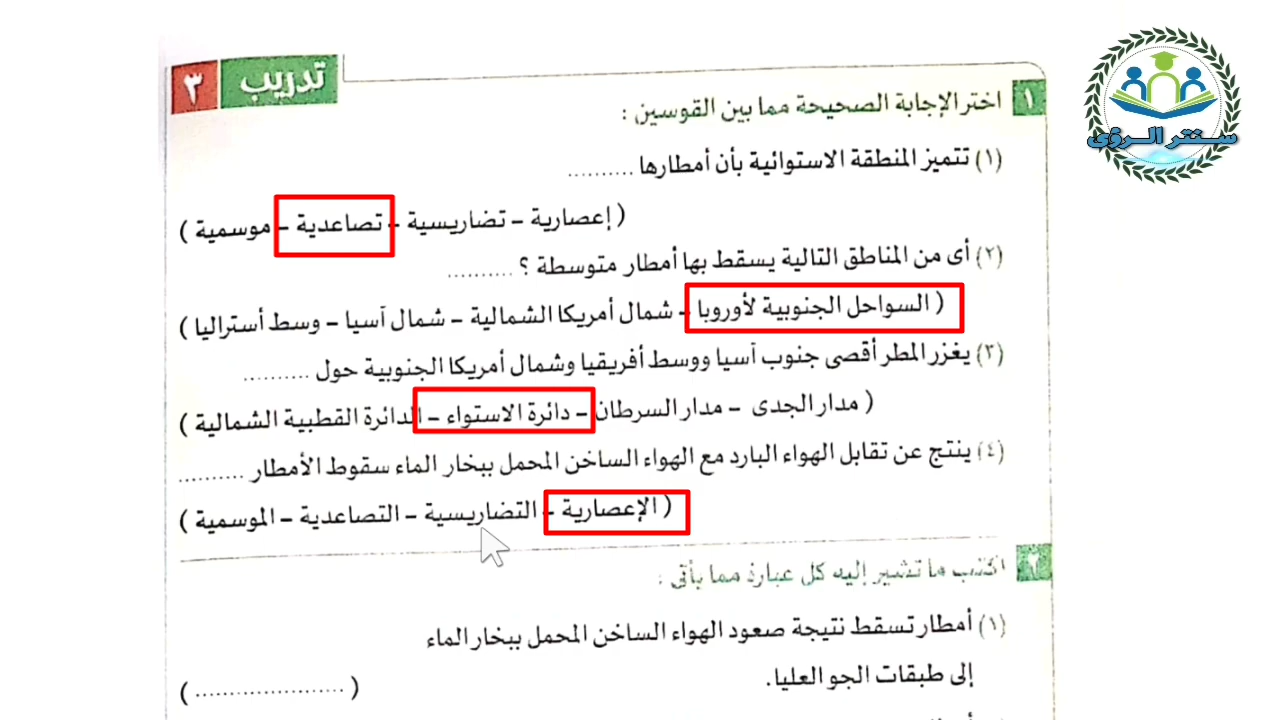 سنتر الرؤى
تدريب ٣
١ اختر الإجابة الصحيحة مما بين القوسين :
(١) تتميز المنطقة الاستوائية بأن أمطارها ..........
( إعصارية – تضاريسية – تصاعدية – موسمية )
(٢) أى من المناطق التالية يسقط بها أمطار متوسطة ؟ ..........
( السواحل الجنوبية لأوروبا – شمال أمريكا الشمالية – شمال آسيا – وسط أستراليا )
(٣) يغزر المطر أقصى جنوب آسيا ووسط أفريقيا وشمال أمريكا الجنوبية حول ..........
( مدار الجدى – مدار السرطان – دائرة الاستواء – الدائرة القطبية الشمالية )
(٤) ينتج عن تقابل الهواء البارد مع الهواء الساخن المحمل ببخار الماء سقوط الأمطار ..........
( الإعصارية – التضاريسية – التصاعدية – الموسمية )
٢ اكتب ما تشير إليه كل عبارة مما يأتى :
(١) أمطار تسقط نتيجة صعود الهواء الساخن المحمل ببخار الماء
إلى طبقات الجو العليا.
( ...................... )